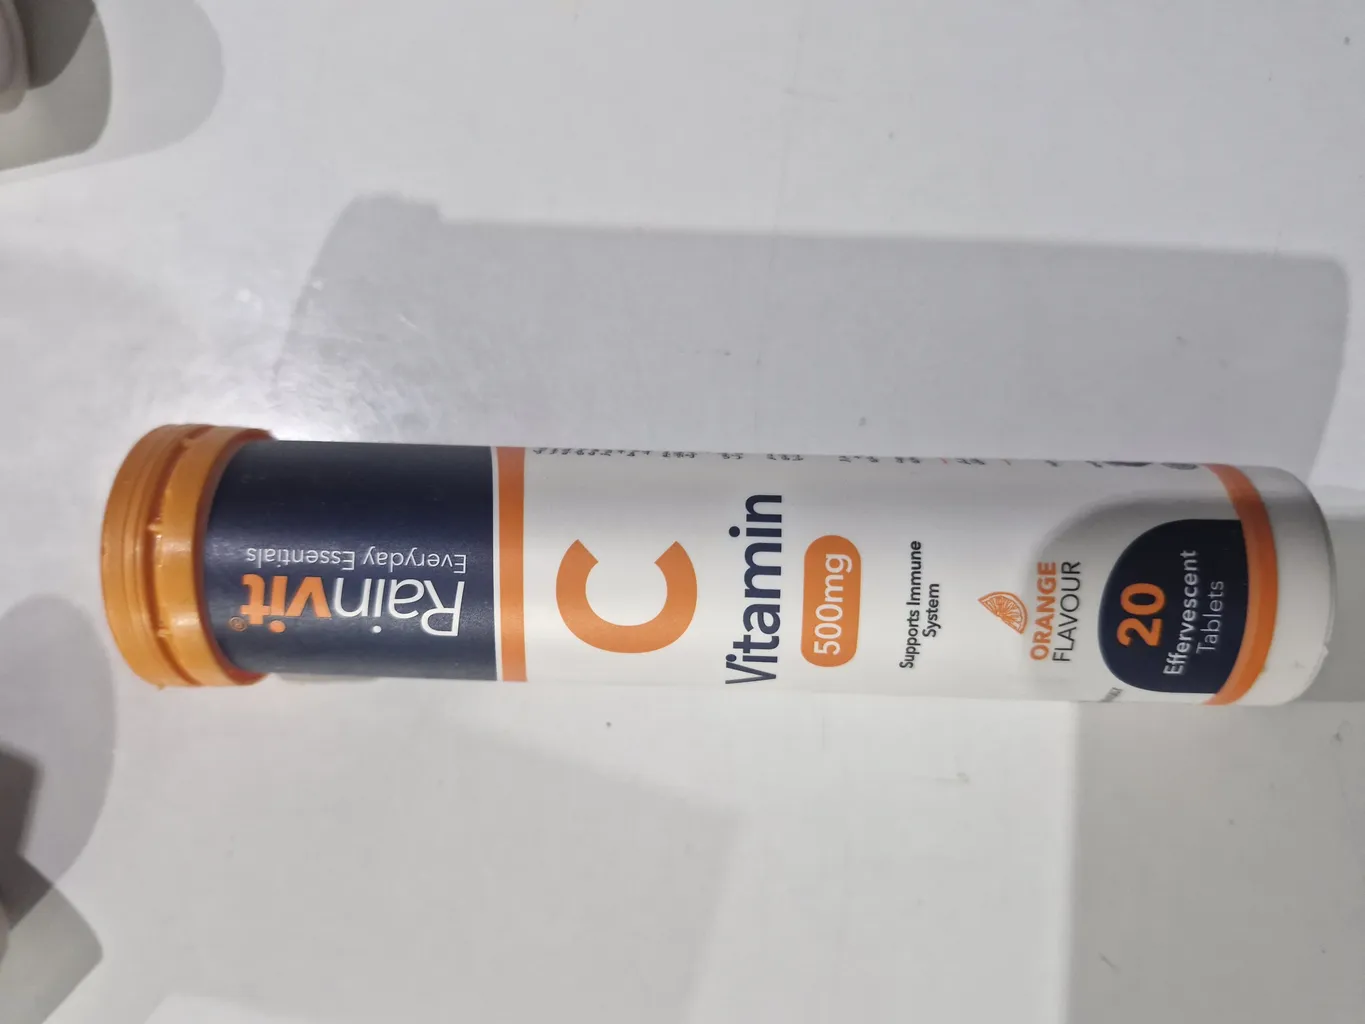 Rainvit®
Everyday Essentials
C
Vitamin
500mg
Supports Immune
System
ORANGE
FLAVOUR
20
Effervescent
Tablets